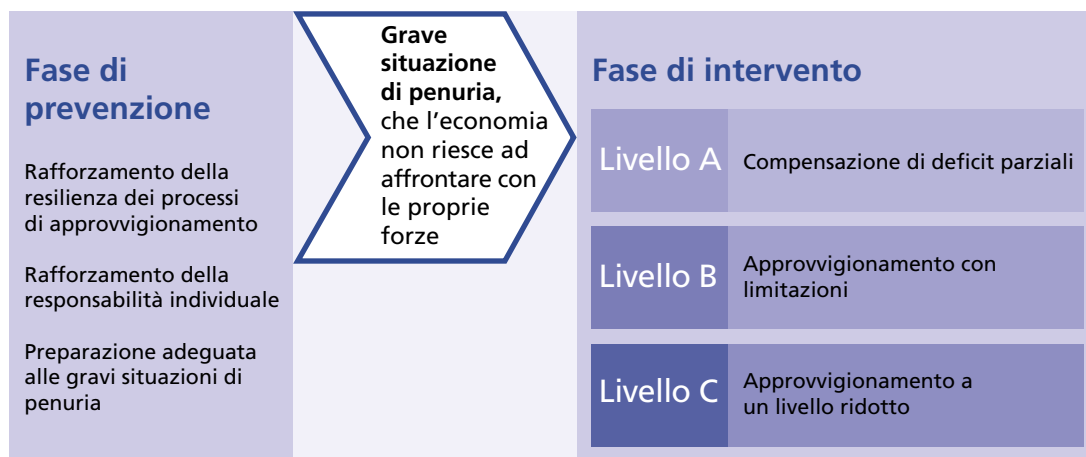 Fase di
prevenzione
Rafforzamento della
resilienza dei processi
di approvvigionamento
Rafforzamento della
responsabilità individuale
Preparazione adeguata
alle gravi situazioni di
penuria
Grave
situazione
di penuria,
che l'economia
non riesce ad
affrontare con
le proprie
forze
Fase di intervento
Livello A
Compensazione di deficit parziali
Livello B
Approvvigionamento con
limitazioni
Livello C
Approvvigionamento a
un livello ridotto